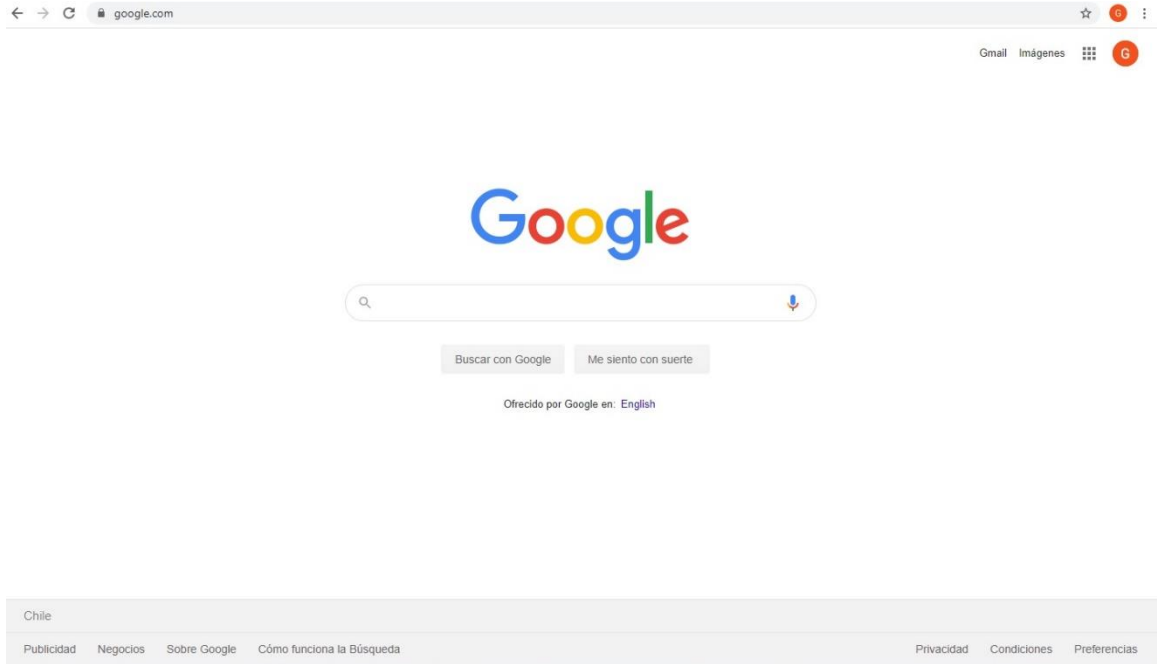 google.com
G
Gmail Imágenes G
Google
Buscar con Google Me siento con suerte
Ofrecido por Google en: English
Chile
Publicidad Negocios Sobre Google Cómo funciona la Búsqueda Privacidad Condiciones Preferencias